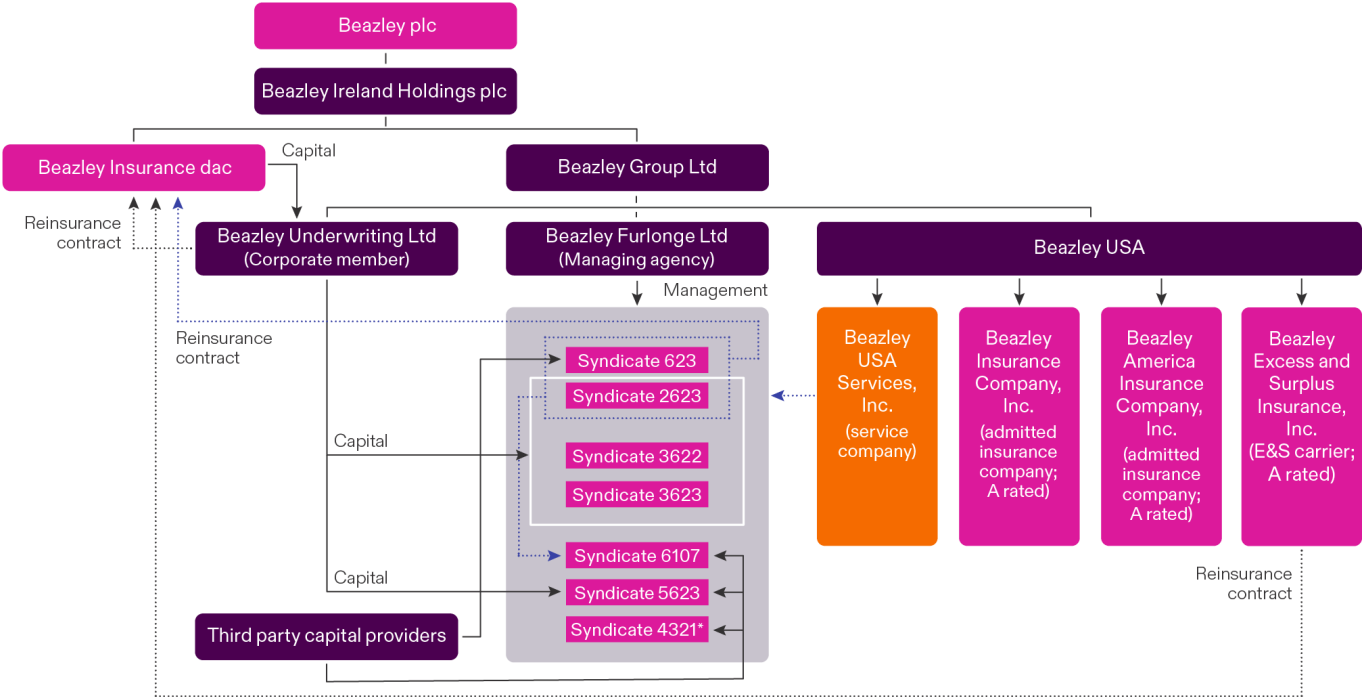 Beazley plc
Beazley Ireland Holdings plc
Beazley Insurance dac
Capital
Beazley Group Ltd
Reinsurance
contract
Beazley Underwriting Ltd
(Corporate member)
Beazley Furlonge Ltd
(Managing agency)
Beazley USA
Management
Reinsurance
contract
Syndicate 623
Syndicate 2623
Capital
Syndicate 3622
Syndicate 3623
Syndicate 6107
Capital
Syndicate 5623
Syndicate 4321*
Third party capital providers
Beazley
USA
Services,
Inc.
(service
company)
Beazley
Insurance
Company,
Inc.
(admitted
insurance
company;
A rated)
Beazley
America
Insurance
Company,
Inc.
(admitted
insurance
company;
A rated)
Beazley
Excess and
Surplus
Insurance,
Inc.
(E&S carrier;
A rated)
Reinsurance
contract